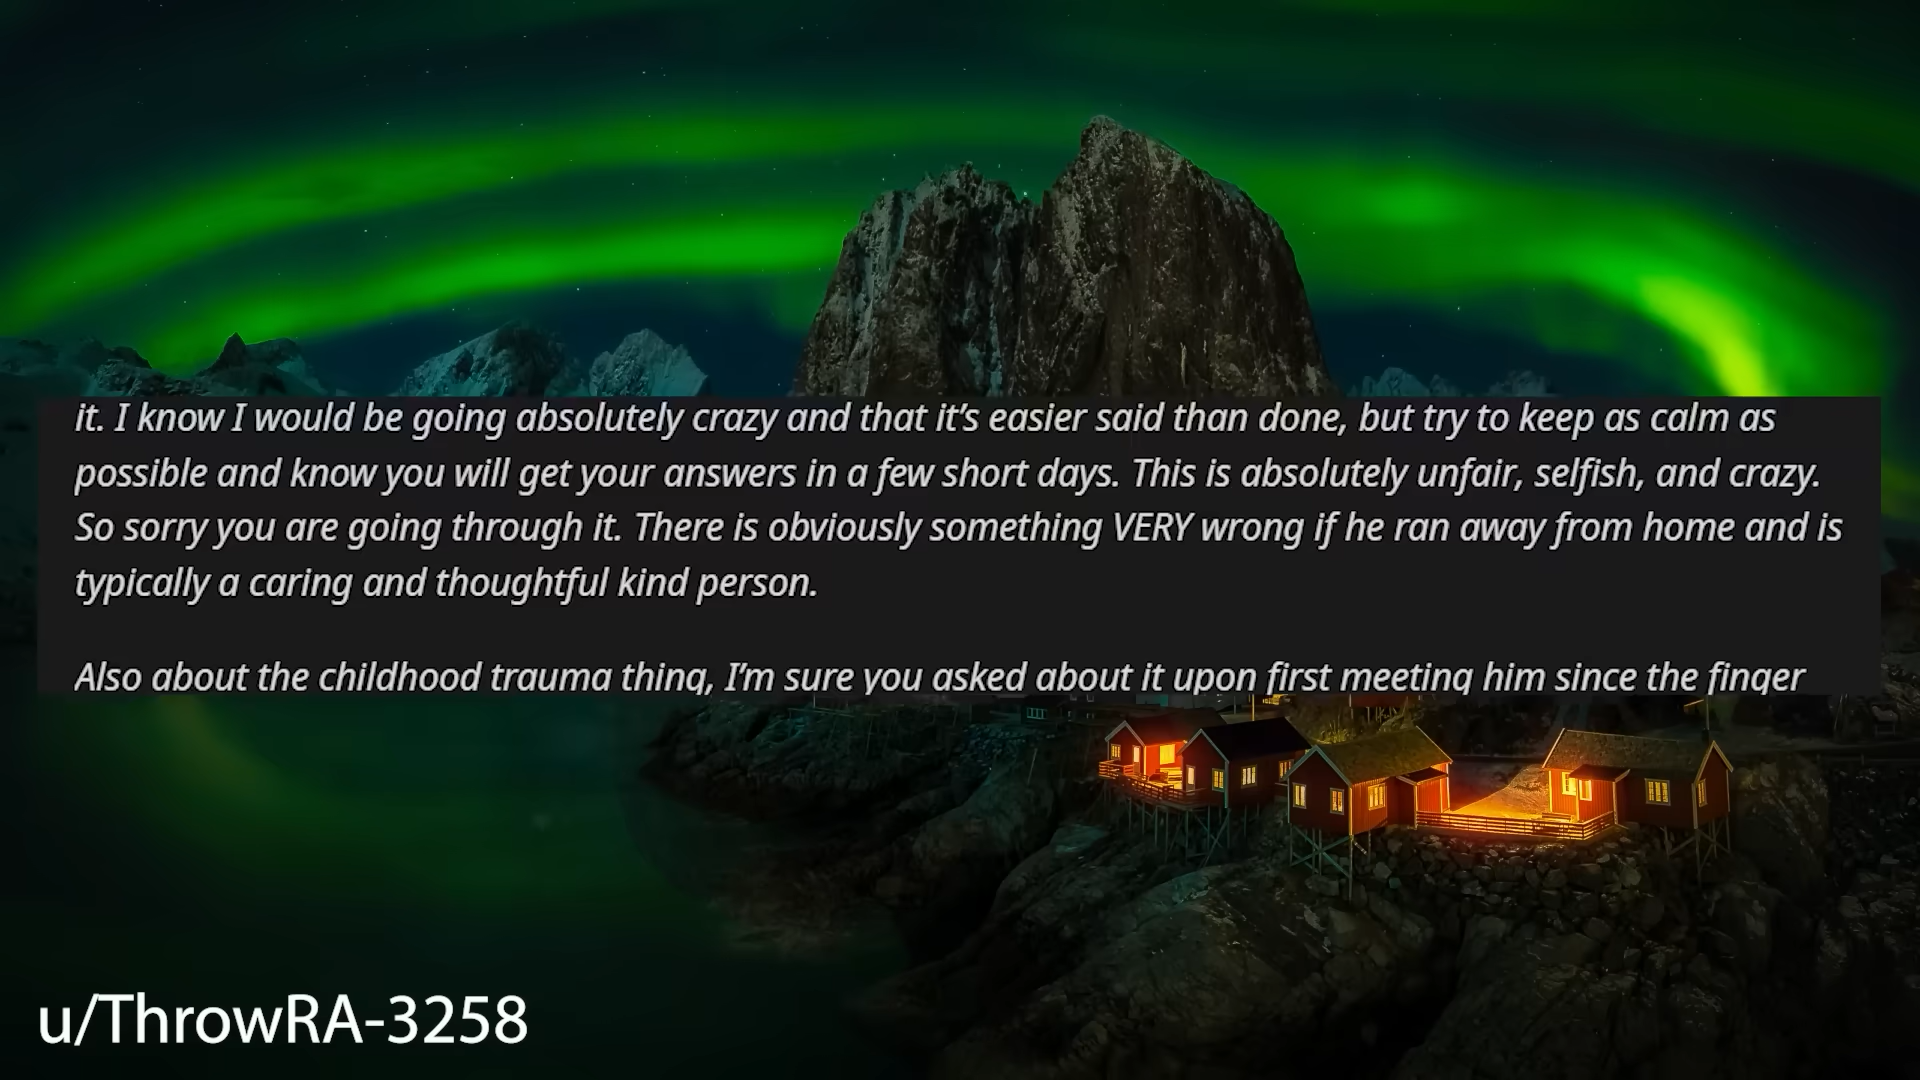 it. I know I would be going absolutely crazy and that it’s easier said than done, but try to keep as calm as
possible and know you will get your answers in a few short days. This is absolutely unfair, selfish, and crazy.
So sorry you are going through it. There is obviously something VERY wrong if he ran away from home and is
typically a caring and thoughtful kind person.
Also about the childhood trauma thing, I’m sure you asked about it upon first meeting him since the finger
u/ThrowRA-3258